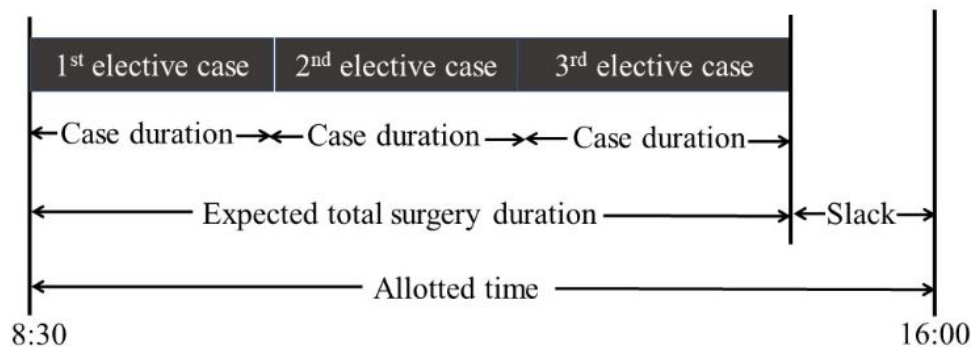 1st elective case 2nd elective case 3rd elective case
Case duration Case duration Case duration
Expected total surgery duration Slack
Allotted time
8:30 16:00